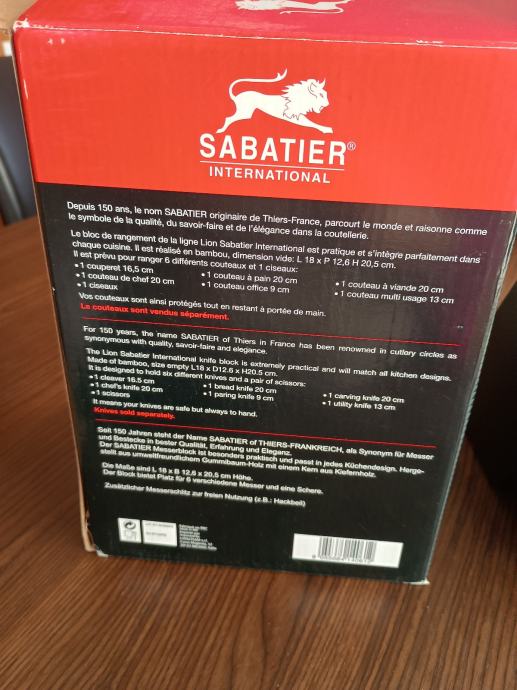 SABATIER®
INTERNATIONAL
Depuis 150 ans, le nom SABATIER originaire de Thiers-France, parcourt le monde et raisonne comme
le symbole de la qualité, du savoir-faire et de l'élégance dans la coutellerie.
Le bloc de rangement de la ligne Lion Sabatier International est pratique et s'intègre parfaitement dans
chaque cuisine. Il est réalisé en bambou, dimension vide: L 18 x P 12,6 H 20,5 cm.
Il est prévu pour ranger 6 différents couteaux et 1 ciseau:
• 1 couperet 16,5 cm • 1 couteau à pain 20 cm • 1 couteau à viande 20 cm
• 1 couteau de chef 20 cm • 1 couteau office 9 cm • 1 couteau multi usage 13 cm
• 1 ciseaux
Vos couteaux sont ainsi protégés tout en restant à portée de main.
Le couteaux sont vendus séparément.
For 150 years, the name SABATIER of Thiers in France has been renowned in cutlary circles as
synonymous with quality, savoir-faire and elegance.
The Lion Sabatier International knife block is extremely practical and will match all kitchen designs.
Made of bamboo, size empty L18 x D12.6 x H20.5 cm.
It is designed to hold six different knives and a pair of scissors:
• 1 cleaver 16.5 cm • 1 bread knife 20 cm • 1 carving knife 20 cm
• 1 chef's knife 20 cm • 1 paring knife 9 cm • 1 utility knife 13 cm
• 1 scissors
It means your knives are safe but always to hand.
Knives sold separately.
Seit 150 Jahren steht der Name SABATIER of THIERS-FRANKREICH, als Synonym für Messer
und Bestecke in bester Qualität, Erfahrung und Eleganz.
Der SABATIER Messerblock ist besonders praktisch und passt in jedes Küchendesign. Herge-
stellt aus umweltfreundlichem Gummibaum-Holz mit einem Kern aus Kiefernholz.
Die Maße sind L 18 x B 12,6 x 20,5 cm Höhe.
Der Block bietet Platz für 6 verschiedene Messer und eine Schere.
Zusätzlicher Messerschlitz zur freien Nutzung (z.B.: Hackbeil)